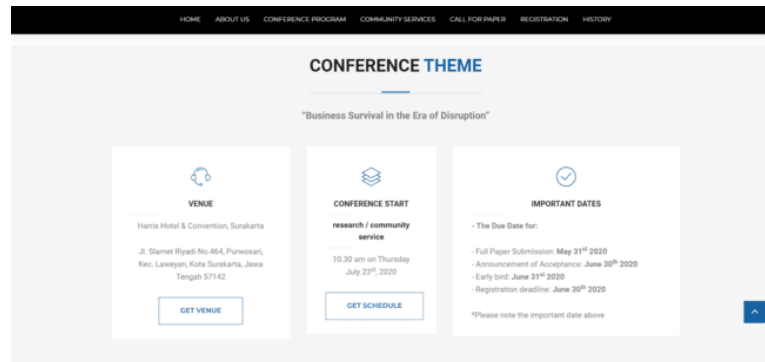 HOME ABOUT US CONFERENCE PROGRAM COMMUNITY SERVICES CALL FOR PAPER REGISTRATION HISTORY
CONFERENCE THEME
"Business Survival in the Era of Disruption"
VENUE
Harris Hotel & Convention, Surakarta
Jl. Slamet Riyadi No.464, Purwosari,
Kec. Laweyan, Kota Surakarta, Jawa
Tengah 57142
GET VENUE
CONFERENCE START
research / community
service
10.30 am on Thursday
July 23rd, 2020
GET SCHEDULE
IMPORTANT DATES
- The Due Date for:
- Full Paper Submission: May 31st 2020
- Announcement of Acceptance: June 30th 2020
- Early bird: June 31st 2020
- Registration deadline: June 30th 2020
*Please note the important date above